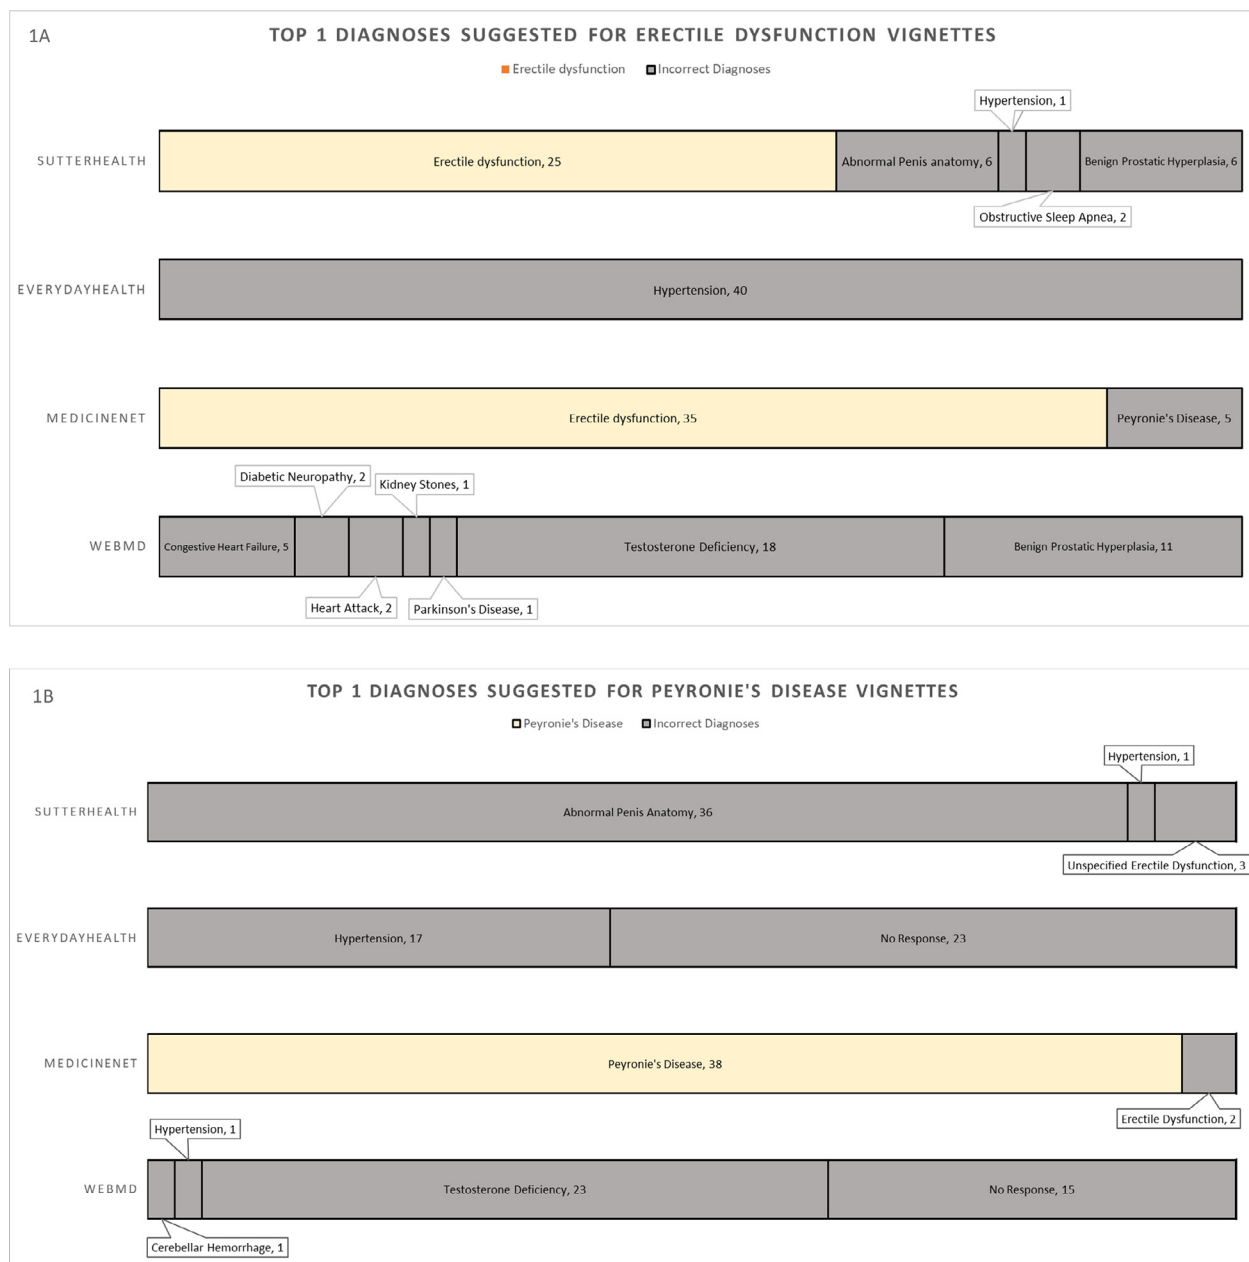 1A
TOP 1 DIAGNOSES SUGGESTED FOR ERECTILE DYSFUNCTION VIGNETTES
Erectile dysfunction Incorrect Diagnoses
Hypertension, 1
SUTTERHEALTH
Erectile dysfunction, 25
Abnormal Penis anatomy, 6
Benign Prostatic Hyperplasia, 6
Obstructive Sleep Apnea, 2
EVERYDAYHEALTH
Hypertension, 40
MEDICINENET
Erectile dysfunction, 35
Peyronie's Disease, 5
Diabetic Neuropathy, 2
Kidney Stones, 1
WEBMD
Congestive Heart Failure, 5
Testosterone Deficiency, 18
Benign Prostatic Hyperplasia, 11
Heart Attack, 2
Parkinson's Disease, 1
1B
TOP 1 DIAGNOSES SUGGESTED FOR PEYRONIE'S DISEASE VIGNETTES
Peyronie's Disease Incorrect Diagnoses
Hypertension, 1
SUTTERHEALTH
Abnormal Penis Anatomy, 36
Unspecified Erectile Dysfunction, 3
EVERYDAYHEALTH
Hypertension, 17
No Response, 23
MEDICINENET
Peyronie's Disease, 38
Erectile Dysfunction, 2
Hypertension, 1
WEBMD
Testosterone Deficiency, 23
No Response, 15
Cerebellar Hemorrhage, 1